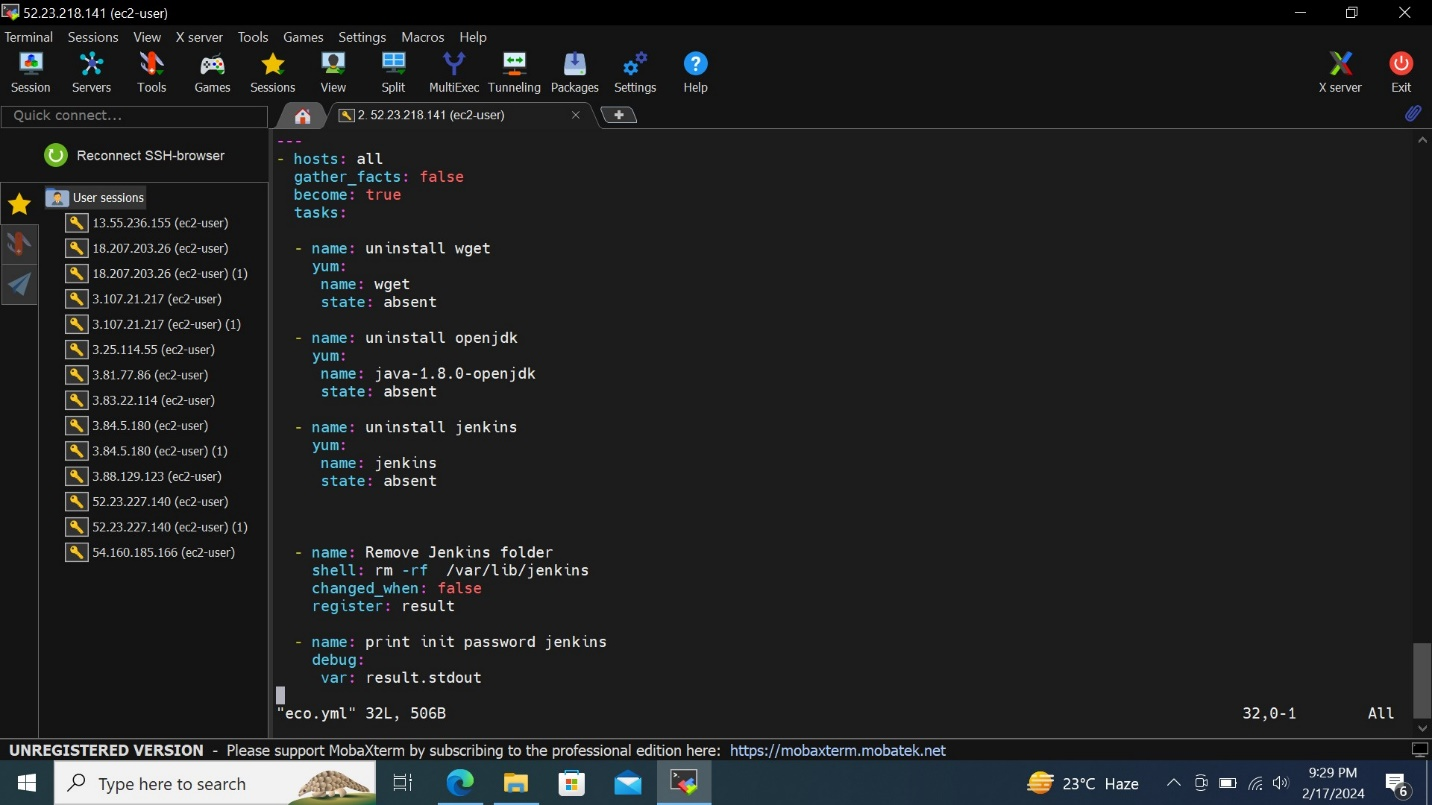 52.23.218.141 (ec2-user)
Terminal Sessions View X server Tools Games Settings Macros Help
Session Servers Tools Games Sessions View Split MultiExec Tunneling Packages Settings Help X server Exit
Quick connect...
2. 52.23.218.141 (ec2-user)
Reconnect SSH-browser
User sessions
13.55.236.155 (ec2-user)
18.207.203.26 (ec2-user)
18.207.203.26 (ec2-user) (1)
3.107.21.217 (ec2-user)
3.107.21.217 (ec2-user) (1)
3.25.114.55 (ec2-user)
3.81.77.86 (ec2-user)
3.83.22.114 (ec2-user)
3.84.5.180 (ec2-user)
3.84.5.180 (ec2-user) (1)
3.88.129.123 (ec2-user)
52.23.227.140 (ec2-user)
52.23.227.140 (ec2-user) (1)
54.160.185.166 (ec2-user)
---
- hosts: all
  gather_facts: false
  become: true
  tasks:
  - name: uninstall wget
    yum:
     name: wget
     state: absent
  - name: uninstall openjdk
    yum:
     name: java-1.8.0-openjdk
     state: absent
  - name: uninstall jenkins
    yum:
     name: jenkins
     state: absent
  - name: Remove Jenkins folder
    shell: rm -rf  /var/lib/jenkins
    changed_when: false
    register: result
  - name: print init password jenkins
    debug:
     var: result.stdout
"eco.yml" 32L, 506B 32,0-1 All
UNREGISTERED VERSION - Please support MobaXterm by subscribing to the professional edition here: https://mobaxterm.mobatek.net
Type here to search
23°C Haze
9:29 PM
2/17/2024
6